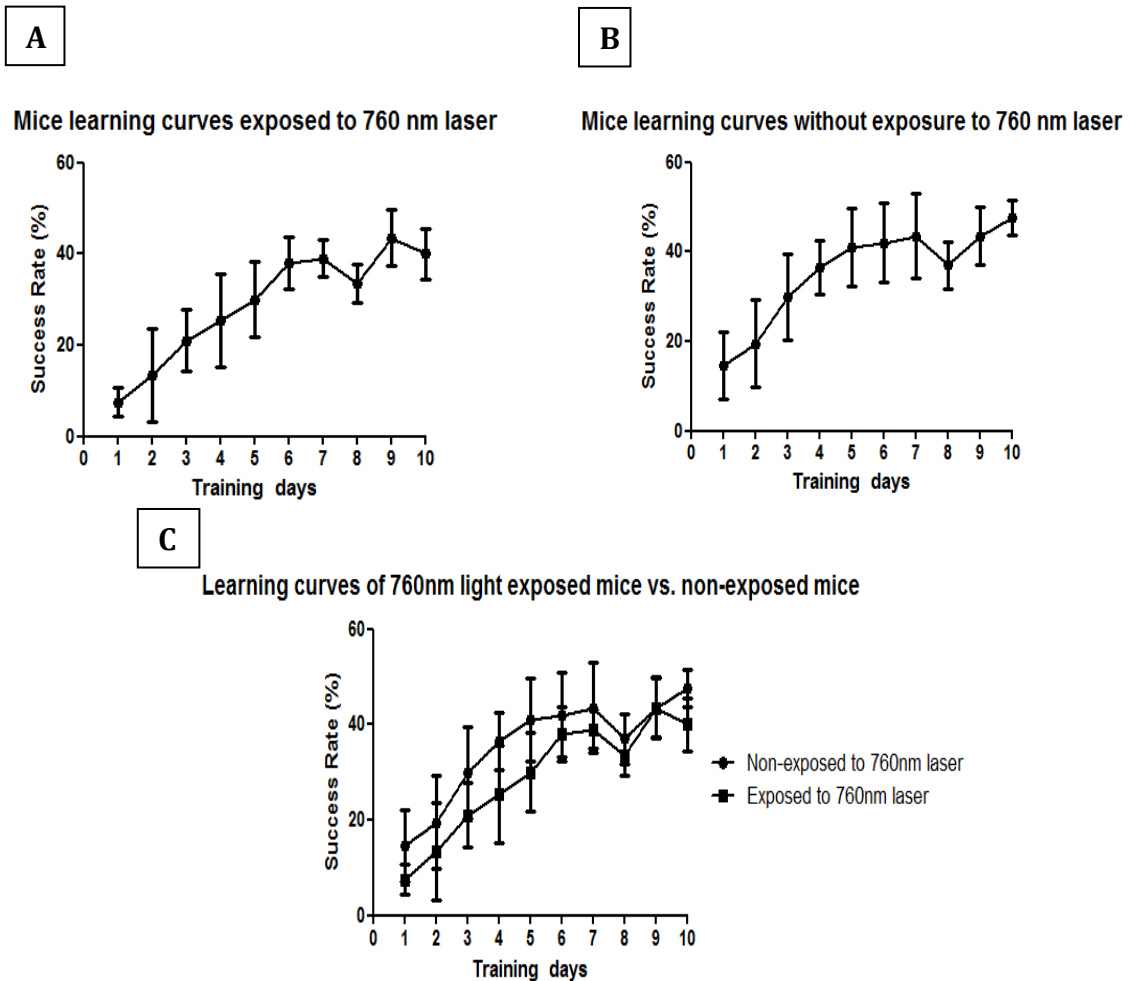 A
B
Mice learning curves exposed to 760 nm laser
Mice learning curves without exposure to 760 nm laser
60
40
20
0
Success Rate (%)
0 1 2 3 4 5 6 7 8 9 10
Training days
60
40
20
0
Success Rate (%)
0 1 2 3 4 5 6 7 8 9 10
Training days
C
Learning curves of 760nm light exposed mice vs. non-exposed mice
60
40
20
0
Success Rate (%)
0 1 2 3 4 5 6 7 8 9 10
Training days
Non-exposed to 760nm laser
Exposed to 760nm laser